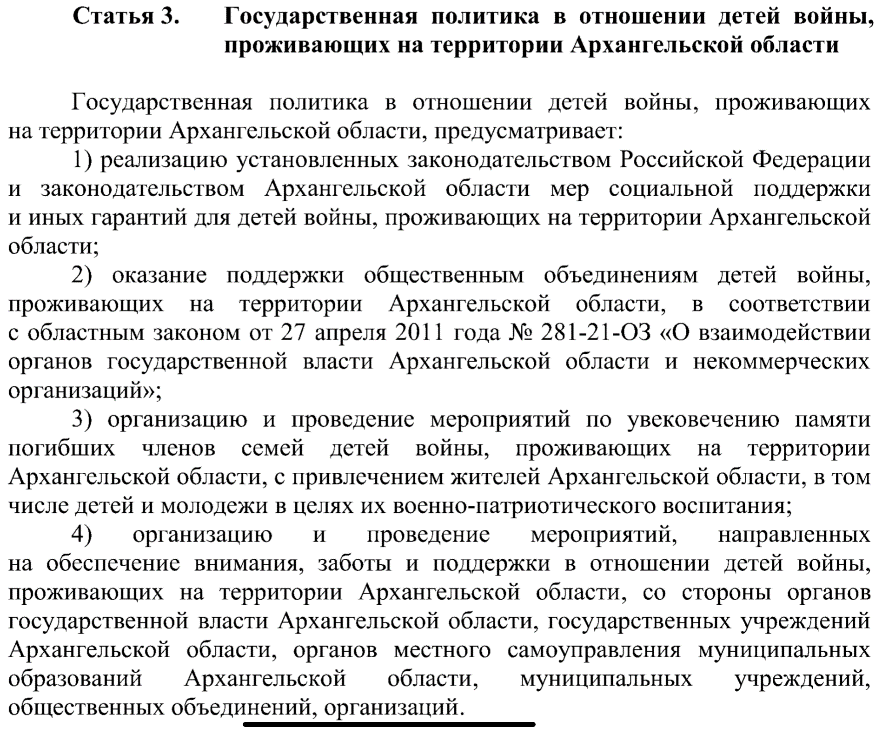 Статья 3. Государственная политика в отношении детей войны,
проживающих на территории Архангельской области
Государственная политика в отношении детей войны, проживающих
на территории Архангельской области, предусматривает:
1) реализацию установленных законодательством Российской Федерации
и законодательством Архангельской области мер социальной поддержки
и иных гарантий для детей войны, проживающих на территории Архангельской
области;
2) оказание поддержки общественным объединениям детей войны,
проживающих на территории Архангельской области, в соответствии
с областным законом от 27 апреля 2011 года № 281-21-ОЗ «О взаимодействии
органов государственной власти Архангельской области и некоммерческих
организаций»;
3) организацию и проведение мероприятий по увековечению памяти
погибших членов семей детей войны, проживающих на территории
Архангельской области, с привлечением жителей Архангельской области, в том
числе детей и молодежи в целях их военно-патриотического воспитания;
4) организацию и проведение мероприятий, направленных
на обеспечение внимания, заботы и поддержки в отношении детей войны,
проживающих на территории Архангельской области, со стороны органов
государственной власти Архангельской области, государственных учреждений
Архангельской области, органов местного самоуправления муниципальных
образований Архангельской области, муниципальных учреждений,
общественных объединений, организаций.